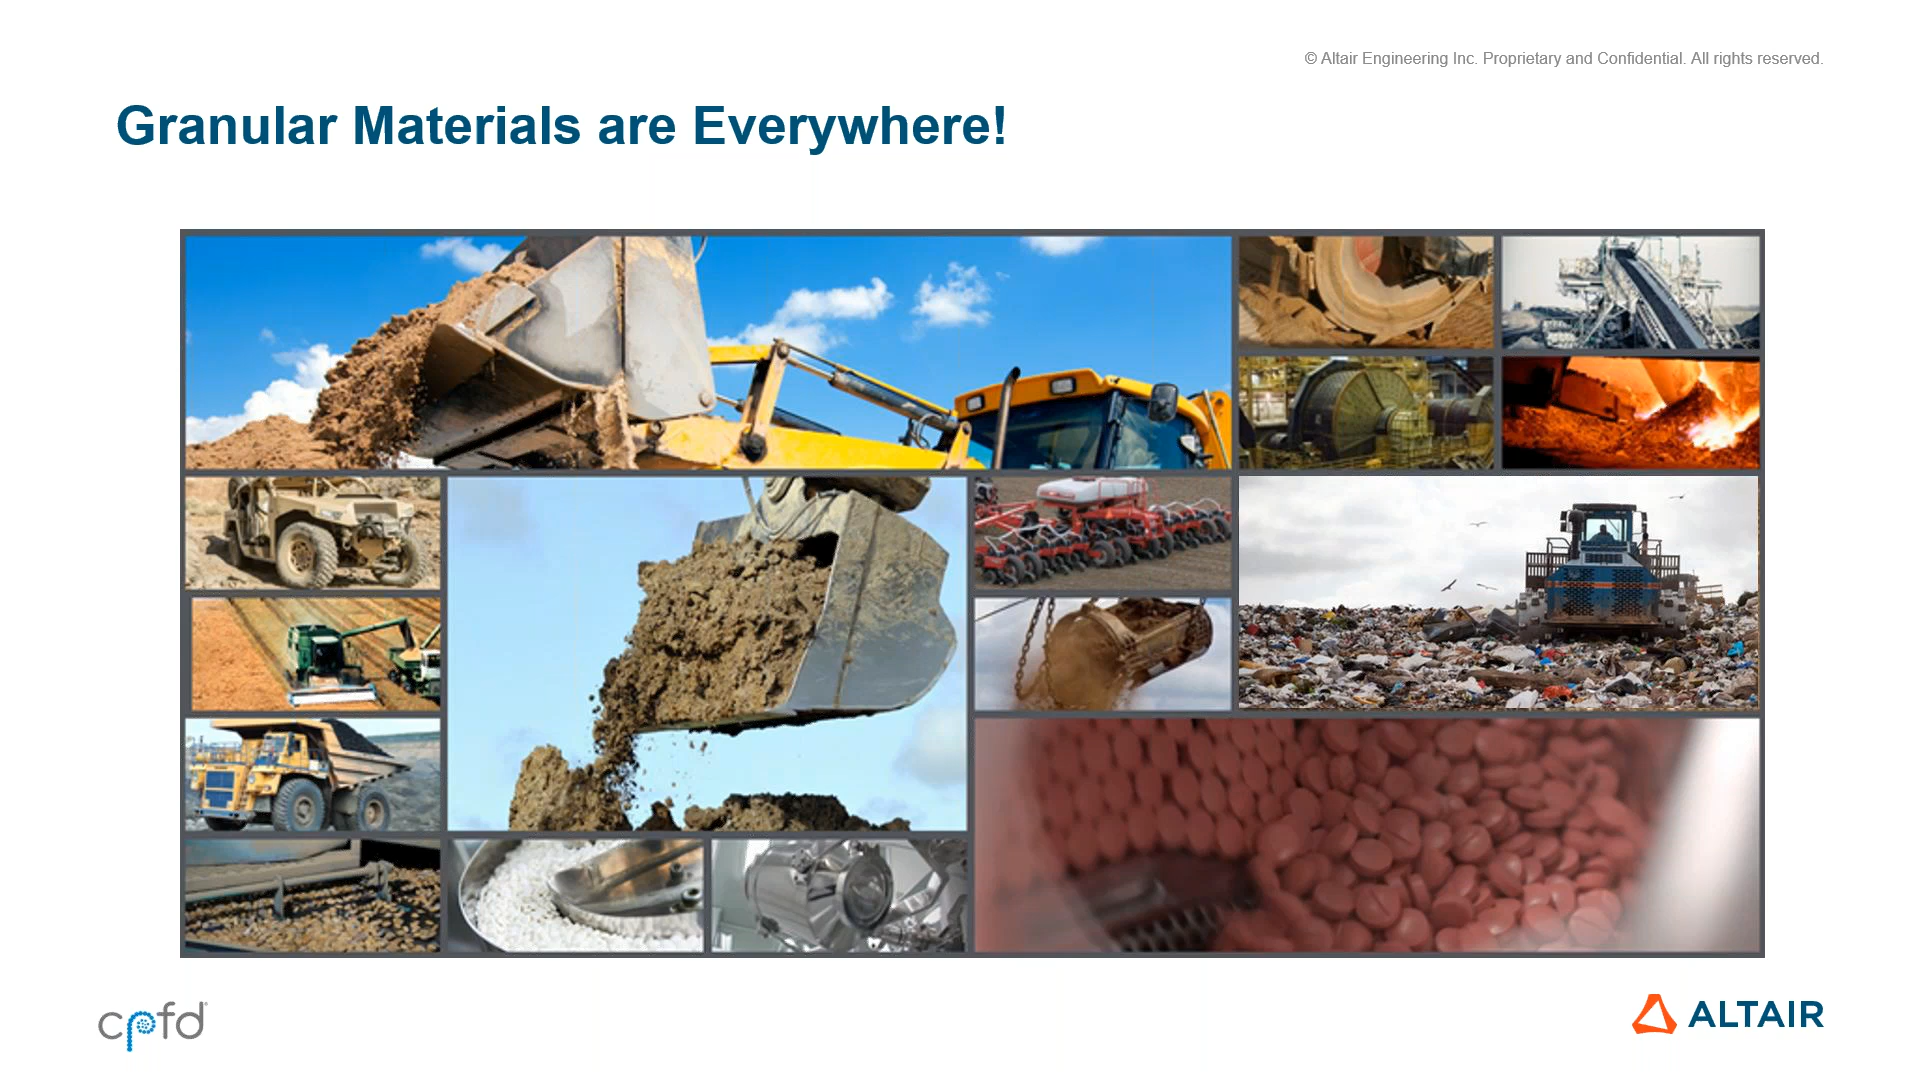 © Altair Engineering Inc. Proprietary and Confidential. All rights reserved.
Granular Materials are Everywhere!
cpfd
ALTAIR